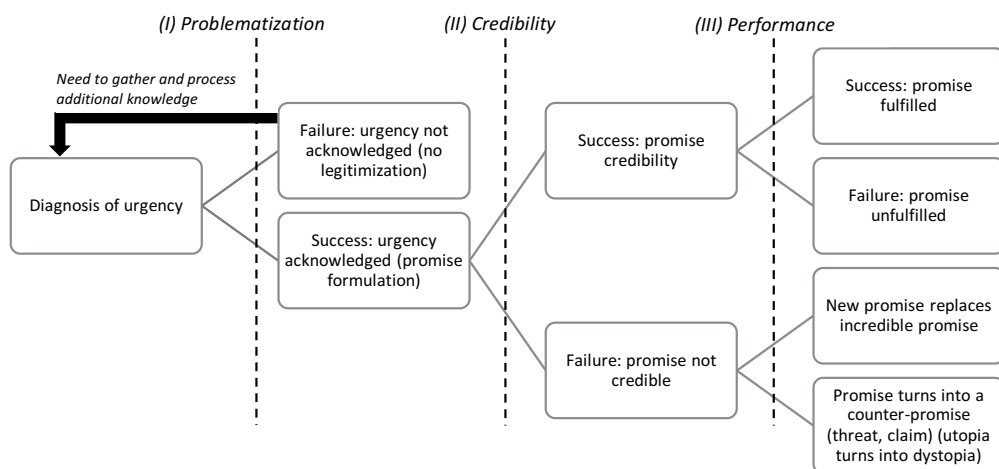 (I) Problematization
(II) Credibility
(III) Performance
Need to gather and process
additional knowledge
Diagnosis of urgency
Failure: urgency not
acknowledged (no
legitimization)
Success: urgency
acknowledged (promise
formulation)
Success: promise
credibility
Failure: promise not
credible
Success: promise
fulfilled
Failure: promise
unfulfilled
New promise replaces
incredible promise
Promise turns into a
counter-promise
(threat, claim) (utopia
turns into dystopia)